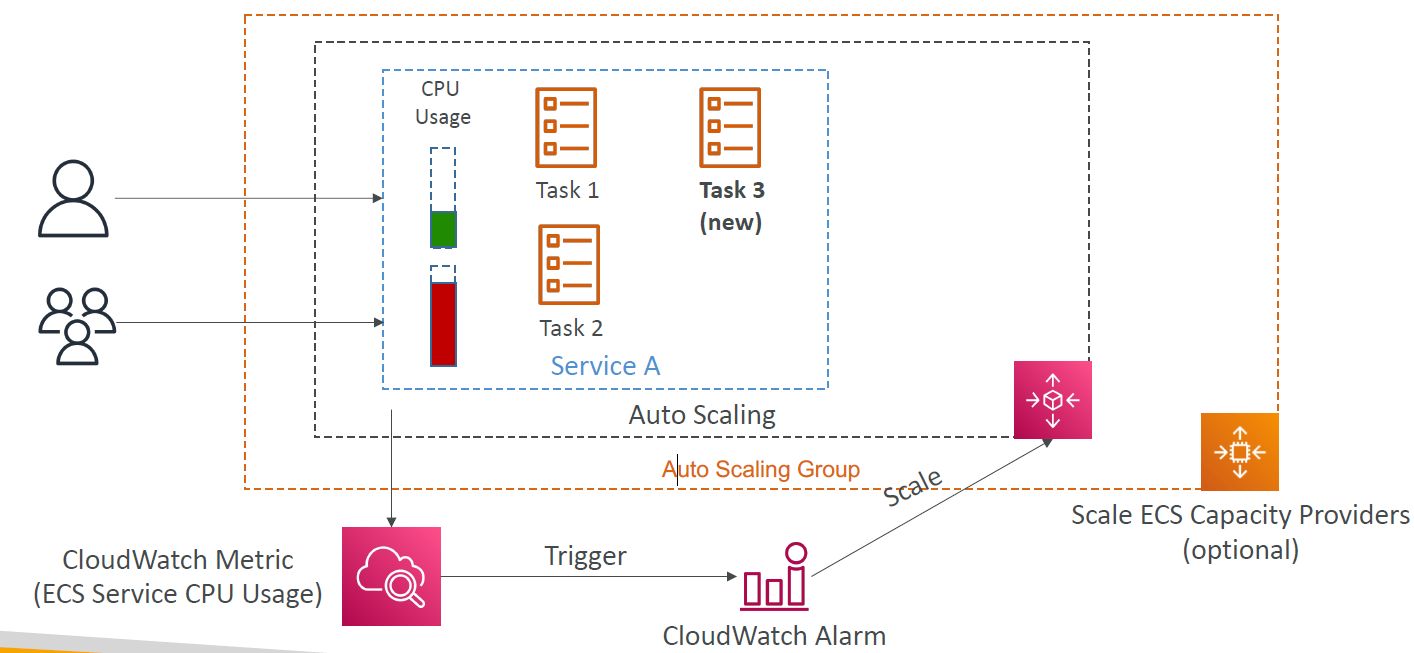 CPU
Usage
Task 1
Task 3
(new)
Task 2
Service A
Auto Scaling
Auto Scaling Group
Scale
Scale ECS Capacity Providers
(optional)
CloudWatch Metric
(ECS Service CPU Usage)
Trigger
CloudWatch Alarm